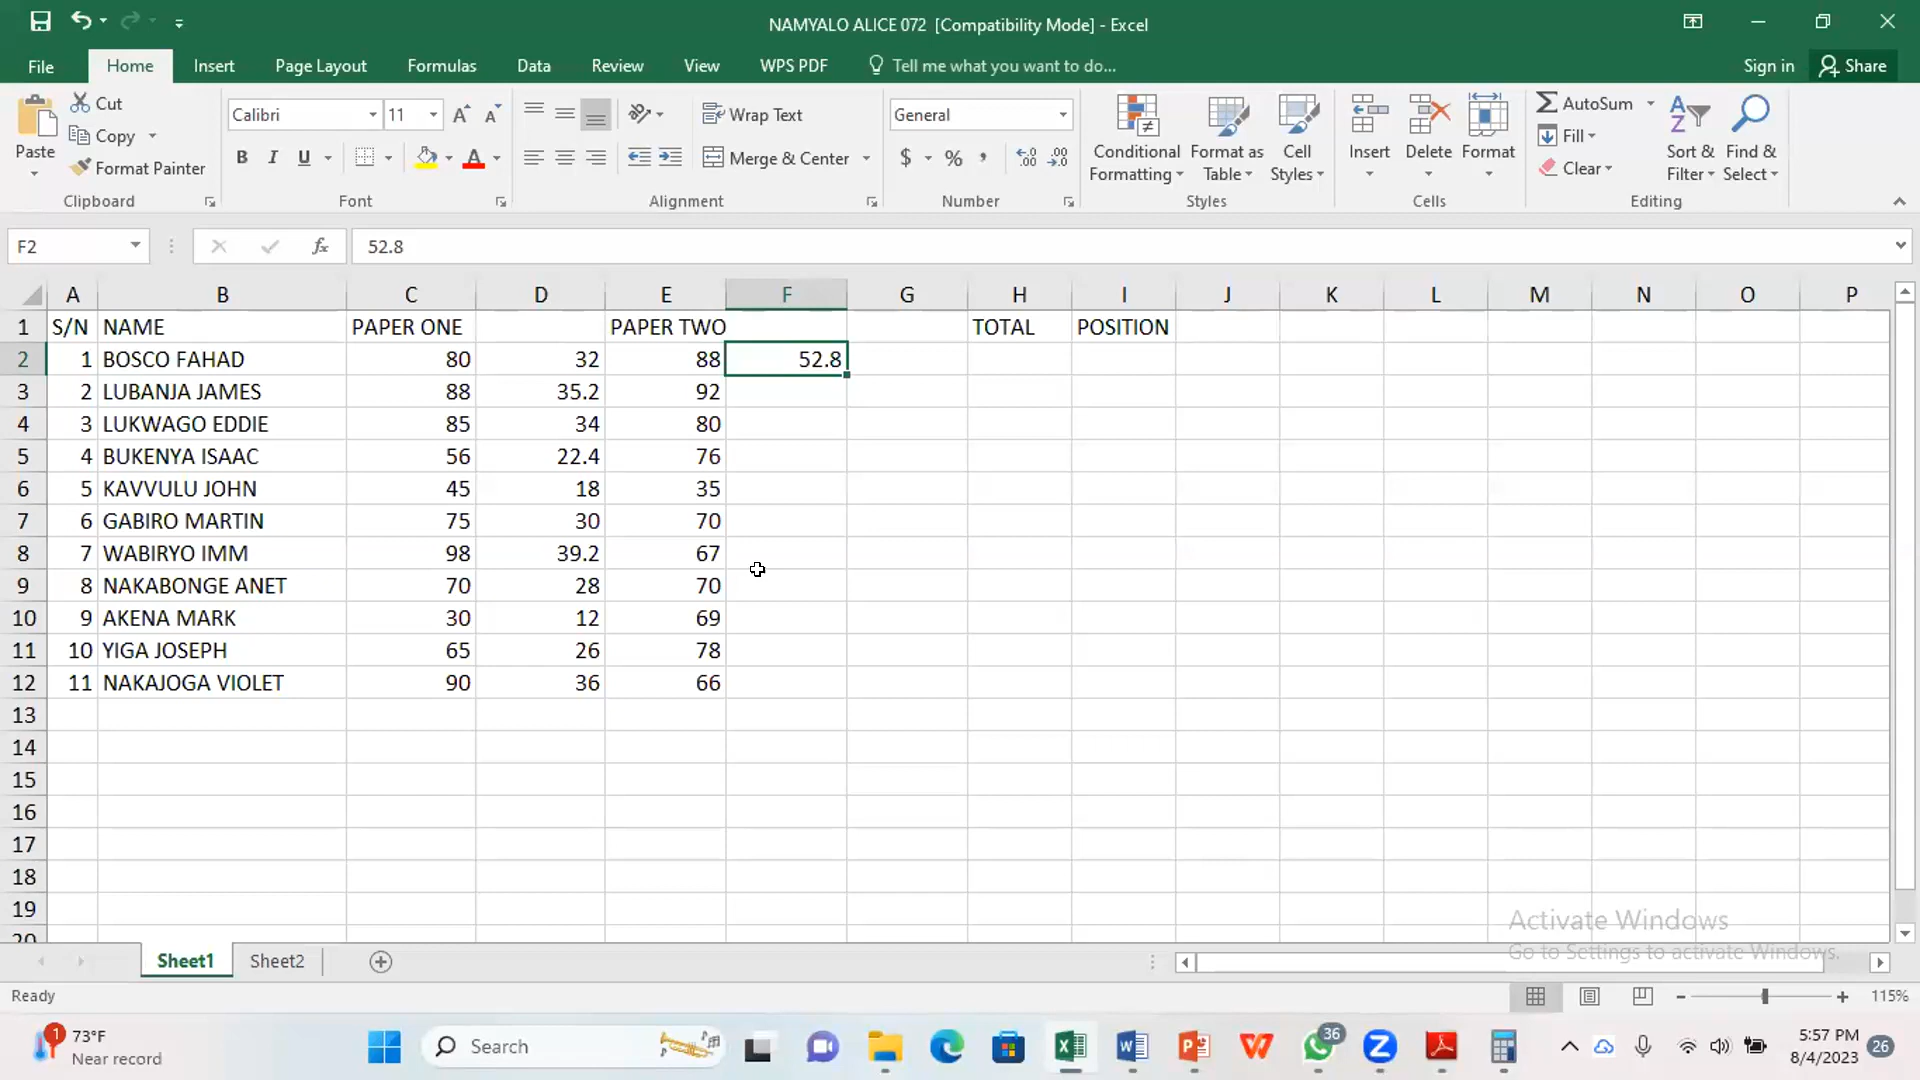 NAMYALO ALICE 072 [Compatibility Mode] - Excel
File Home Insert Page Layout Formulas Data Review View WPS PDF Tell me what you want to do... Sign in Share
Paste Cut Copy Format Painter
Clipboard
Calibri 11
B I U A
Font
Wrap Text
Merge & Center
Alignment
General
$ % ,
Number
Conditional Formatting Format as Table Cell Styles
Styles
Insert Delete Format
Cells
AutoSum Fill Clear Sort & Filter Find & Select
Editing
F2 fx 52.8
A B C D E F G H I J K L M N O P
1 S/N NAME PAPER ONE PAPER TWO TOTAL POSITION
2 1 BOSCO FAHAD 80 32 88 52.8
3 2 LUBANJA JAMES 88 35.2 92
4 3 LUKWAGO EDDIE 85 34 80
5 4 BUKENYA ISAAC 56 22.4 76
6 5 KAVVULU JOHN 45 18 35
7 6 GABIRO MARTIN 75 30 70
8 7 WABIRYO IMM 98 39.2 67
9 8 NAKABONGE ANET 70 28 70
10 9 AKENA MARK 30 12 69
11 10 YIGA JOSEPH 65 26 78
12 11 NAKAJOGA VIOLET 90 36 66
13
14
15
16
17
18
19
20
Activate Windows
Go to Settings to activate Windows.
Sheet1 Sheet2
Ready 115%
1 73°F
Near record
Search
36
5:57 PM
8/4/2023 26